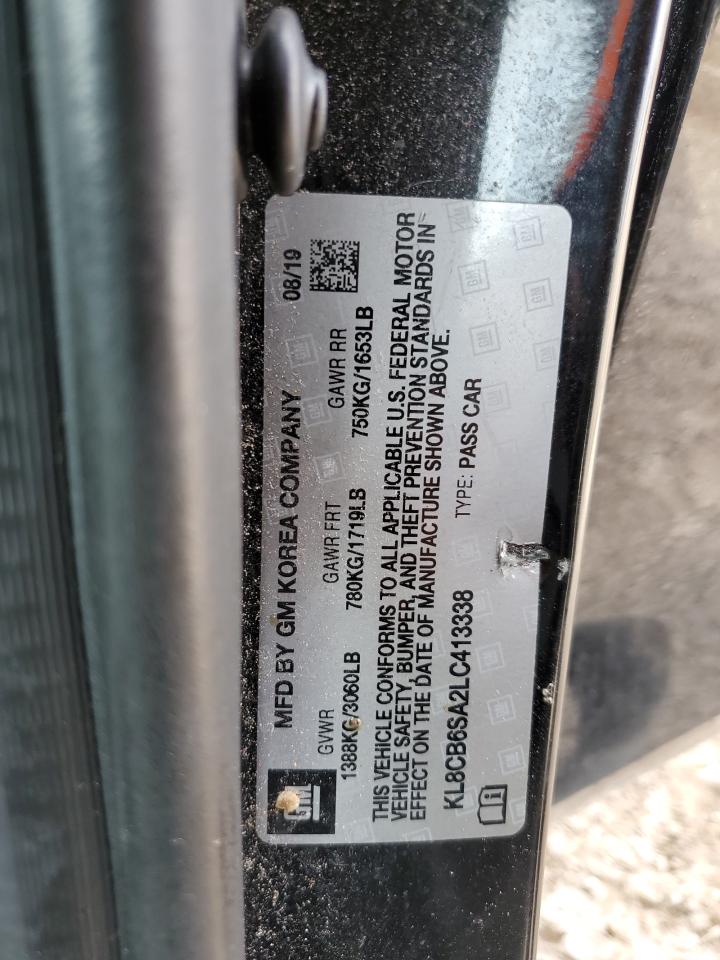 MFD BY GM KOREA COMPANY 08/19
GM
GVWR GAWR FRT GAWR RR
1388KG/3060LB 780KG/1719LB 750KG/1653LB
THIS VEHICLE CONFORMS TO ALL APPLICABLE U.S. FEDERAL MOTOR
VEHICLE SAFETY, BUMPER, AND THEFT PREVENTION STANDARDS IN
EFFECT ON THE DATE OF MANUFACTURE SHOWN ABOVE.
KL8CB6SA2LC413338 TYPE: PASS CAR